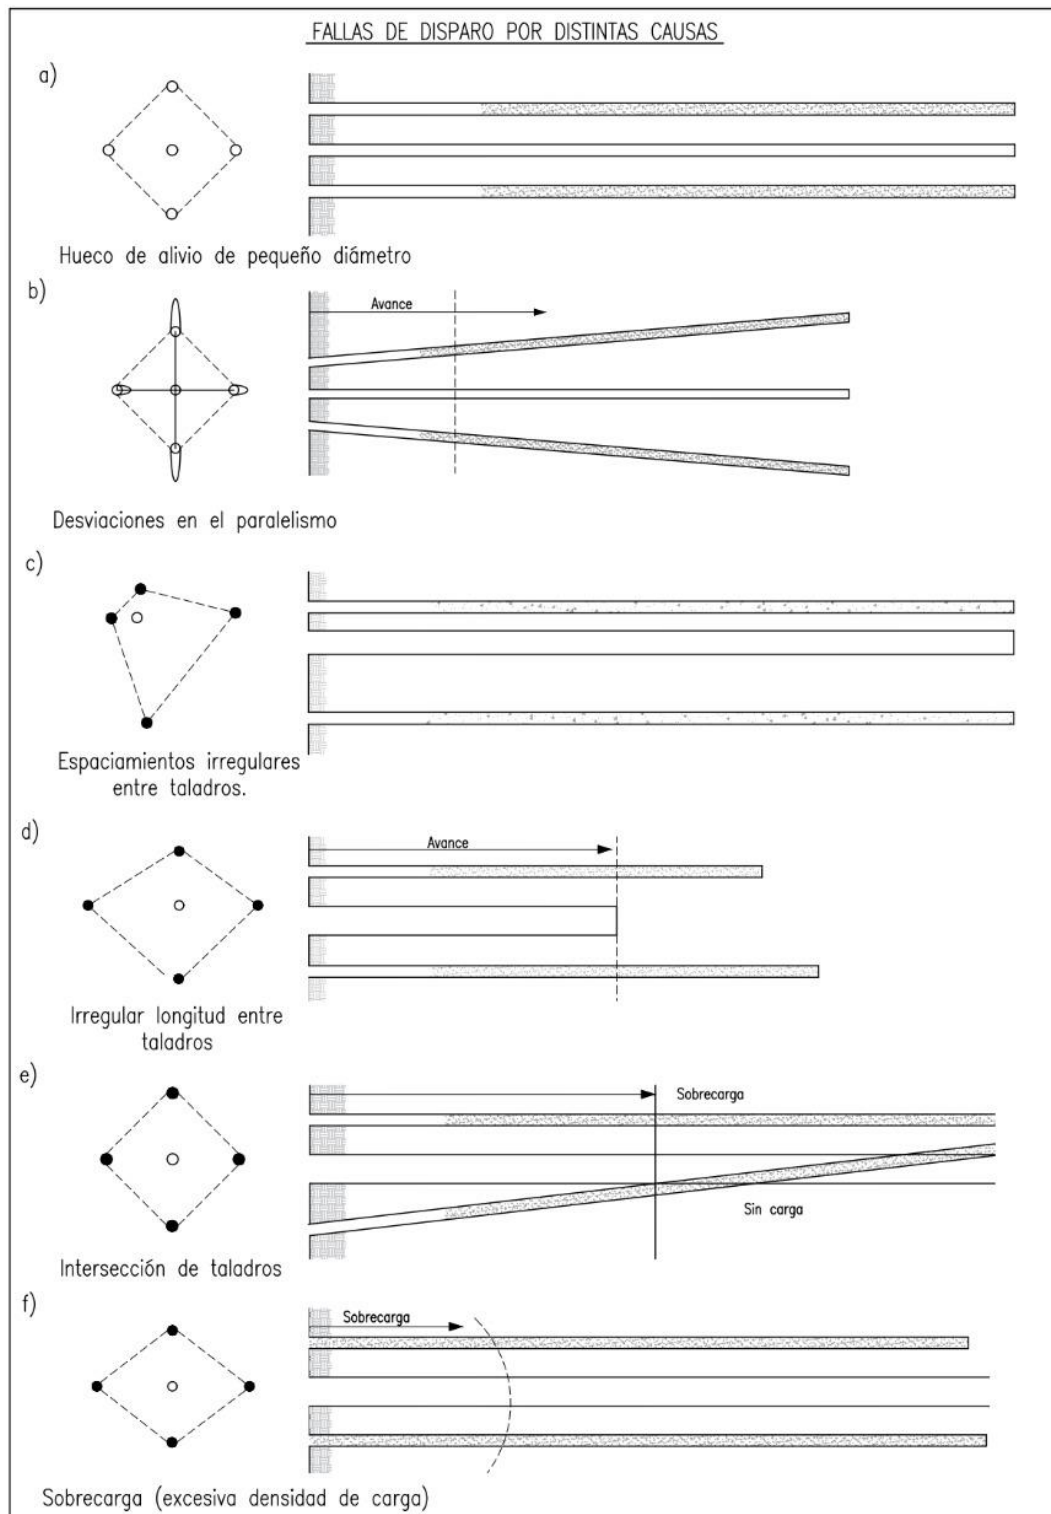 FALLAS DE DISPARO POR DISTINTAS CAUSAS
a)
Hueco de alivio de pequeño diámetro
b)
Avance
Desviaciones en el paralelismo
c)
Espaciamientos irregulares
entre taladros.
d)
Avance
Irregular longitud entre
taladros
e)
Sobrecarga
Sin carga
Intersección de taladros
f)
Sobrecarga
Sobrecarga (excesiva densidad de carga)